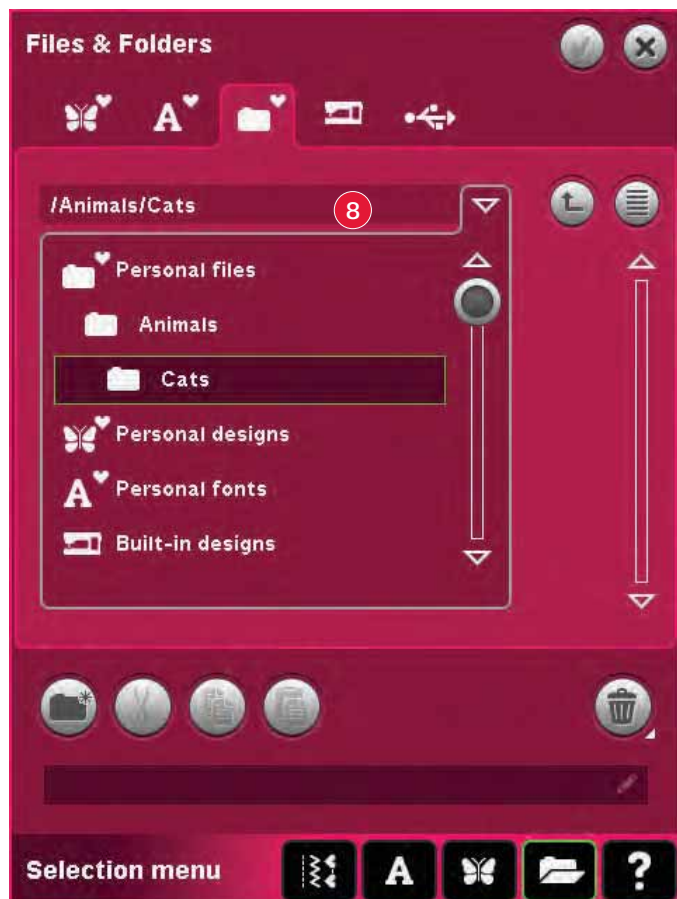 Files & Folders
/Animals/Cats
8
Personal files
Animals
Cats
Personal designs
Personal fonts
Built-in designs
Selection menu
A
?